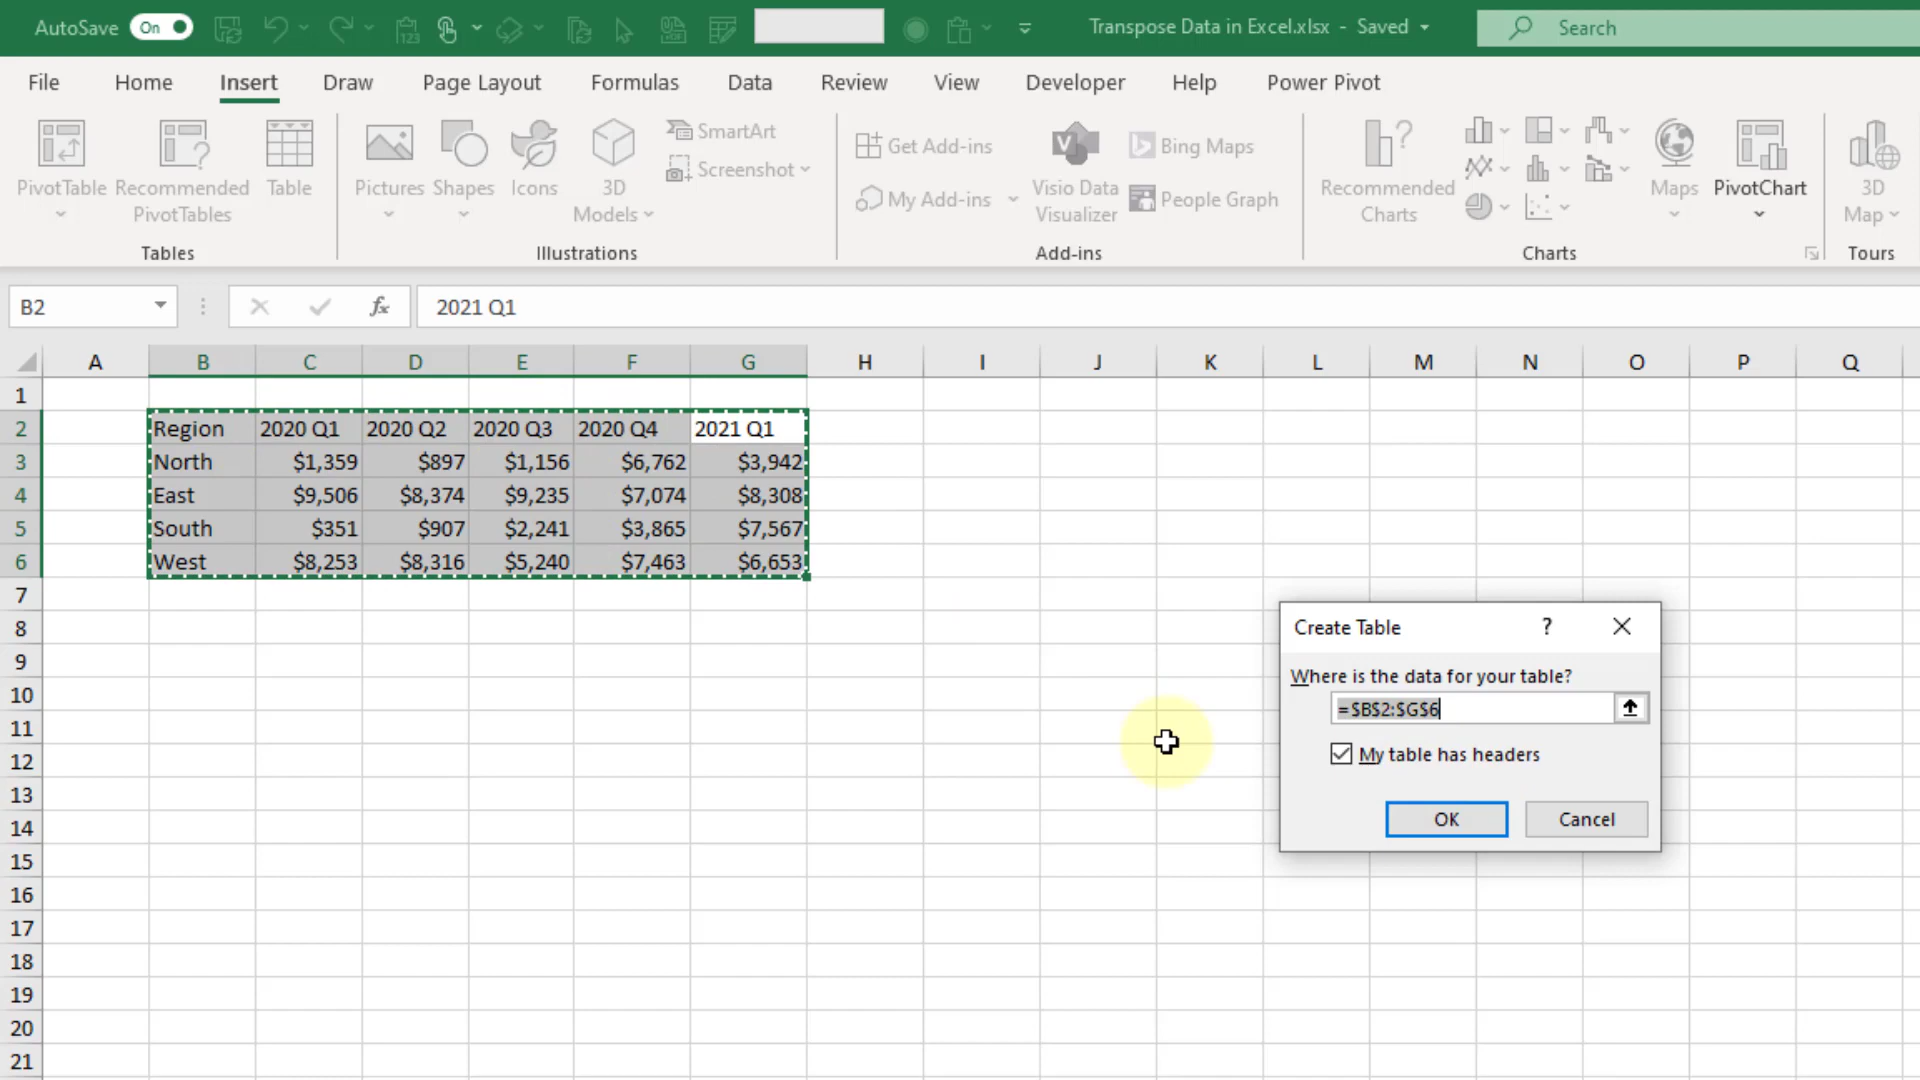 AutoSave On Transpose Data in Excel.xlsx - Saved Search
File Home Insert Draw Page Layout Formulas Data Review View Developer Help Power Pivot
PivotTable
Recommended
PivotTables
Table
Tables
Pictures
Shapes
Icons
3D
Models
SmartArt
Screenshot
Illustrations
Get Add-ins
My Add-ins
Visio Data
Visualizer
Bing Maps
People Graph
Add-ins
Recommended
Charts
Maps
PivotChart
Charts
3D
Map
Tours
B2 fx 2021 Q1
A B C D E F G H I J K L M N O P Q
1
2 Region 2020 Q1 2020 Q2 2020 Q3 2020 Q4 2021 Q1
3 North $1,359 $897 $1,156 $6,762 $3,942
4 East $9,506 $8,374 $9,235 $7,074 $8,308
5 South $351 $907 $2,241 $3,865 $7,567
6 West $8,253 $8,316 $5,240 $7,463 $6,653
7
8
9
10
11
12
13
14
15
16
17
18
19
20
21
Create Table ?
Where is the data for your table?
=$B$2:$G$6
My table has headers
OK Cancel